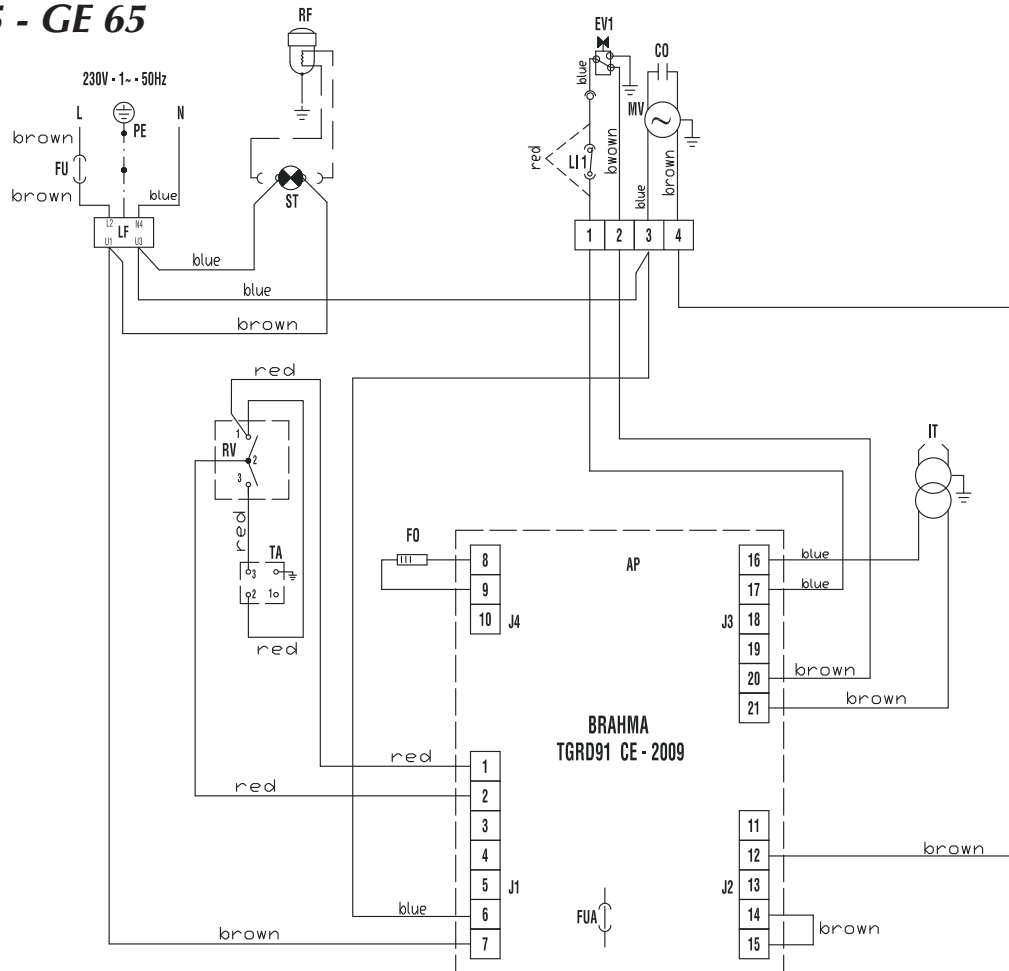 5 - GE 65
RF
EV1
CO
230V - 1~ - 50Hz
L
N
PE
brown
FU
brown
blue
L2
N4
LF
U1
U3
ST
blue
blue
brown
blue
MV
red
LI1
bwown
blue
brown
1
2
3
4
red
1
RV
2
3
red
TA
3
2
1
red
IT
FO
8
9
10
J4
AP
J3
16
17
18
19
20
21
blue
blue
brown
brown
BRAHMA
TGRD91 CE - 2009
red
red
1
2
3
4
5
6
7
J1
blue
brown
FUA
J2
11
12
13
14
15
brown
brown